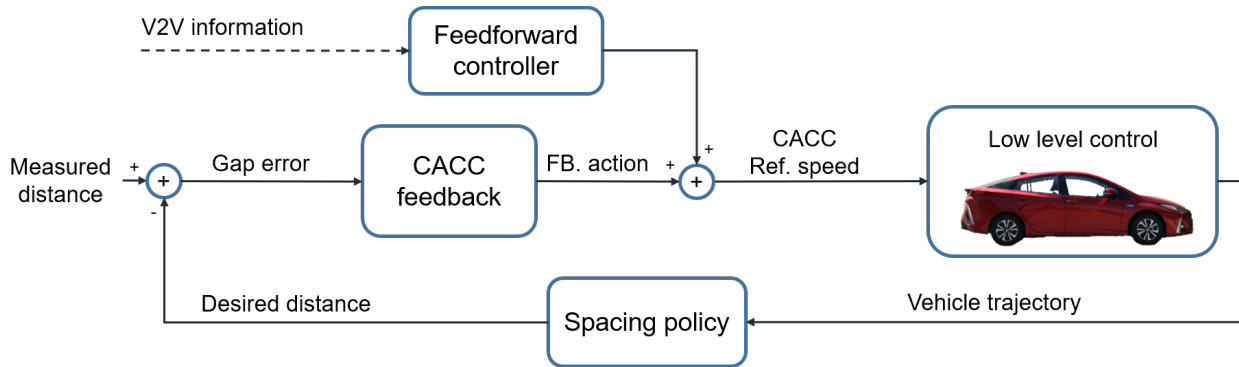 V2V information
Feedforward
controller
Measured
distance
+
+
-
Gap error
CACC
feedback
FB. action
+
+
+
CACC
Ref. speed
Low level control
Desired distance
Spacing policy
Vehicle trajectory